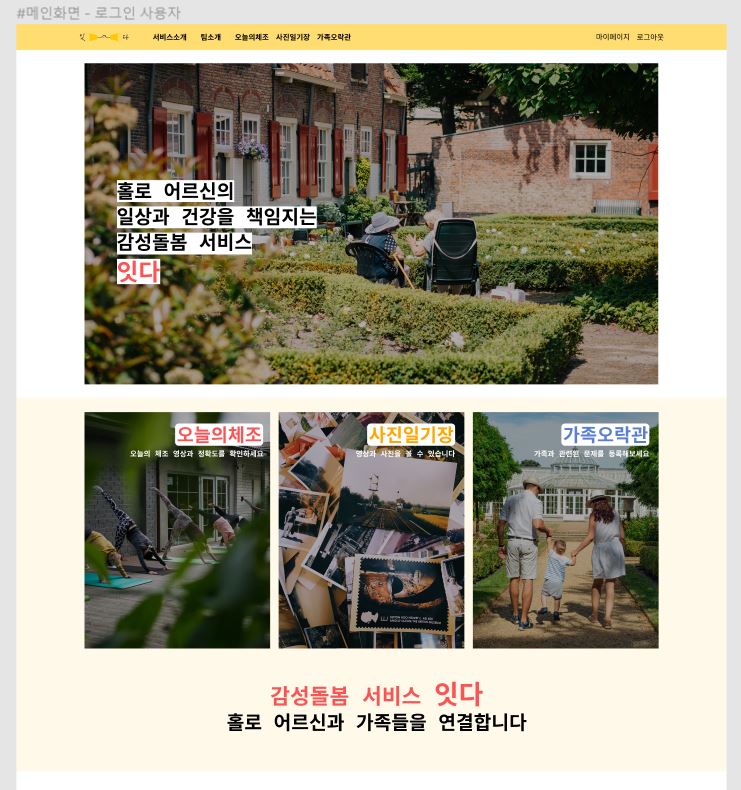 #메인화면 - 로그인 사용자
잇 다 서비스소개 팀소개 오늘의체조 사진일기장 가족오락관 마이페이지 로그아웃
홀로 어르신의
일상과 건강을 책임지는
감성돌봄 서비스
잇다
오늘의체조
오늘의 체조 영상과 정확도를 확인하세요
사진일기장
영상과 사진을 볼 수 있습니다
가족오락관
가족과 관련된 문제를 등록해보세요
감성돌봄 서비스 잇다
홀로 어르신과 가족들을 연결합니다